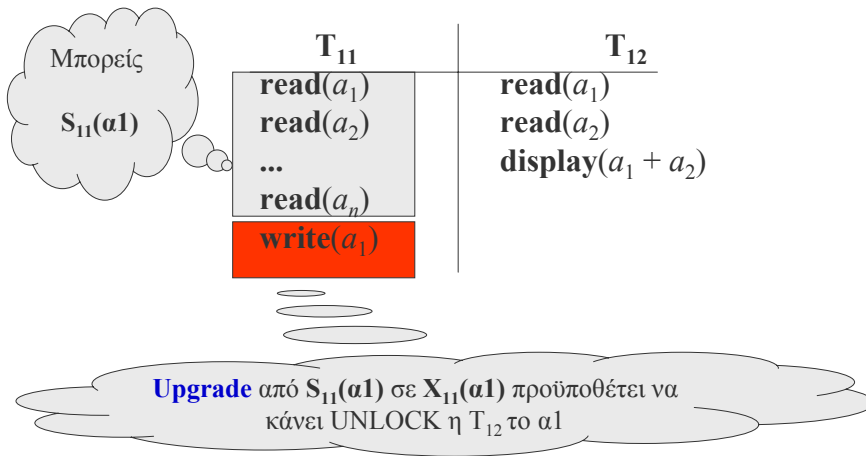 Μπορείς
S11(α1)
T11
T12
read(a1)
read(a2)
...
read(an)
write(a1)
read(a1)
read(a2)
display(a1 + a2)
Upgrade από S11(α1) σε X11(α1) προϋποθέτει να
κάνει UNLOCK η T12 το α1